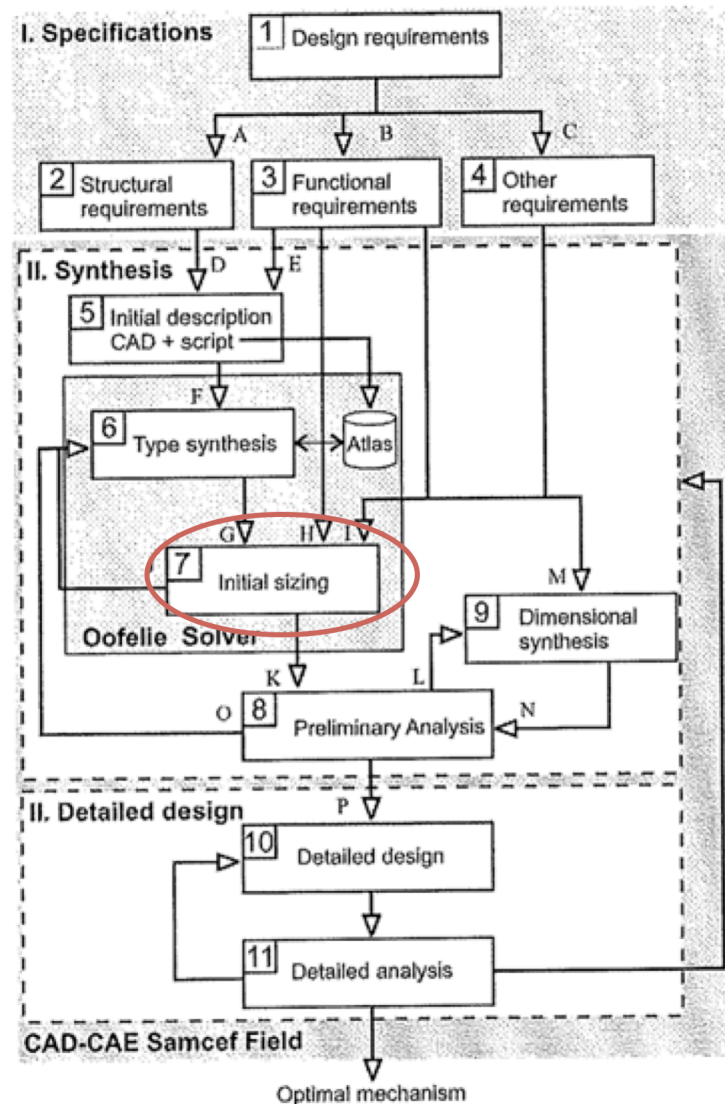 I. Specifications
1 Design requirements
A B C
2 Structural requirements
3 Functional requirements
4 Other requirements
II. Synthesis
D E
5 Initial description
CAD + script
F
6 Type synthesis
Atlas
G H I
7 Initial sizing
M
Oofelie Solver
9 Dimensional synthesis
K L
O N
8 Preliminary Analysis
II. Detailed design
P
10 Detailed design
11 Detailed analysis
CAD-CAE Samcef Field
Optimal mechanism